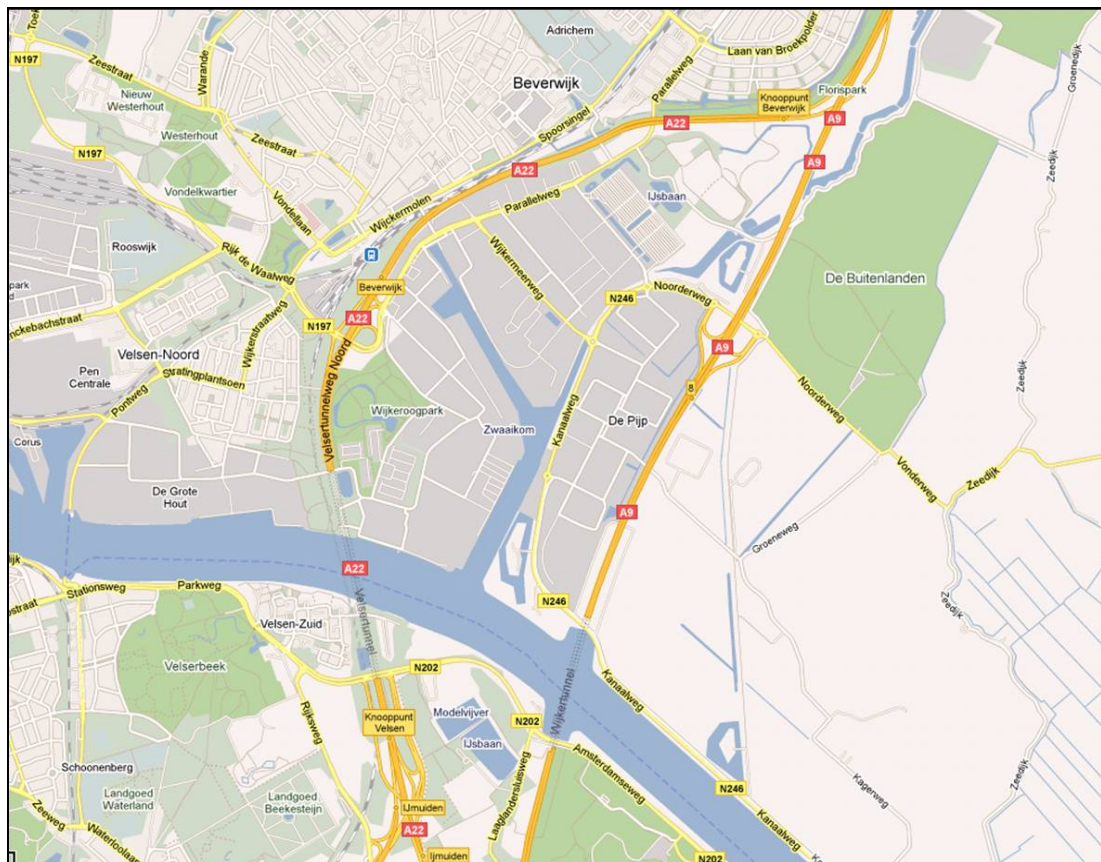 Adrichem
Laan van Broekpolder
N197
Zeestraat
Warande
Beverwijk
Parallelweg
Groenedijk
Nieuw
Westerhout
Spoorsingel
Knooppunt
Beverwijk
Florispark
Westerhout
A22
A9
N197
Zeestraat
A9
Zeedijk
A22
Vondelkwartier
Vondellaan
Wijckermolen
Parallelweg
IJsbaan
Rooswijk
Rijk de Waalweg
Wijkermeerweg
De Buitenlanden
Beverwijk
N246
Noorderweg
Zeedijk
N197
A22
Wijkerstraatweg
Velsen-Noord
A9
Pen
Centrale
Stratingplantsoen
Velsertunnelweg Noord
Pontweg
Wijkeroogpark
Zwaaikom
Kanaalweg
De Pijp
8
Noorderweg
Corus
Vonderweg
Zeedijk
De Grote
Hout
A9
Groeneweg
A22
Stationsweg
Parkweg
Velsertunnel
N246
Zeedijk
Velsen-Zuid
Velserbeek
N202
Wijkertunnel
Kanaalweg
Rijksweg
Knooppunt
Velsen
Modelvijver
N202
IJsbaan
Amsterdamseweg
Schoonenberg
Laaglandersluisweg
Kagerweg
Zeedijk
Landgoed
Waterland
Landgoed
Beekesteijn
IJmuiden
N246
Zeeweg
Waterloolaan
A22
Kanaalweg
Ijmuiden
N202